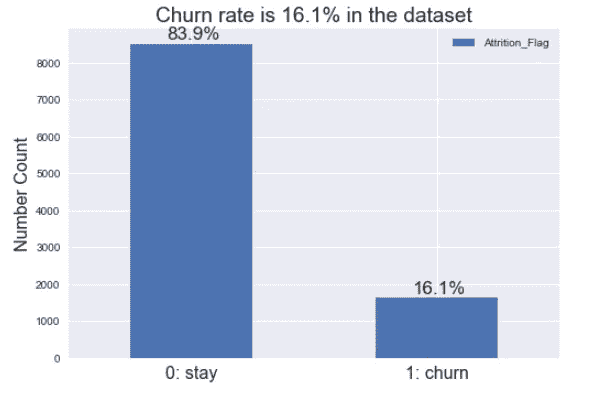 Churn rate is 16.1% in the dataset
83.9%
Attrition_Flag
8000
7000
6000
5000
4000
3000
2000
1000
0
Number Count
16.1%
0: stay
1: churn